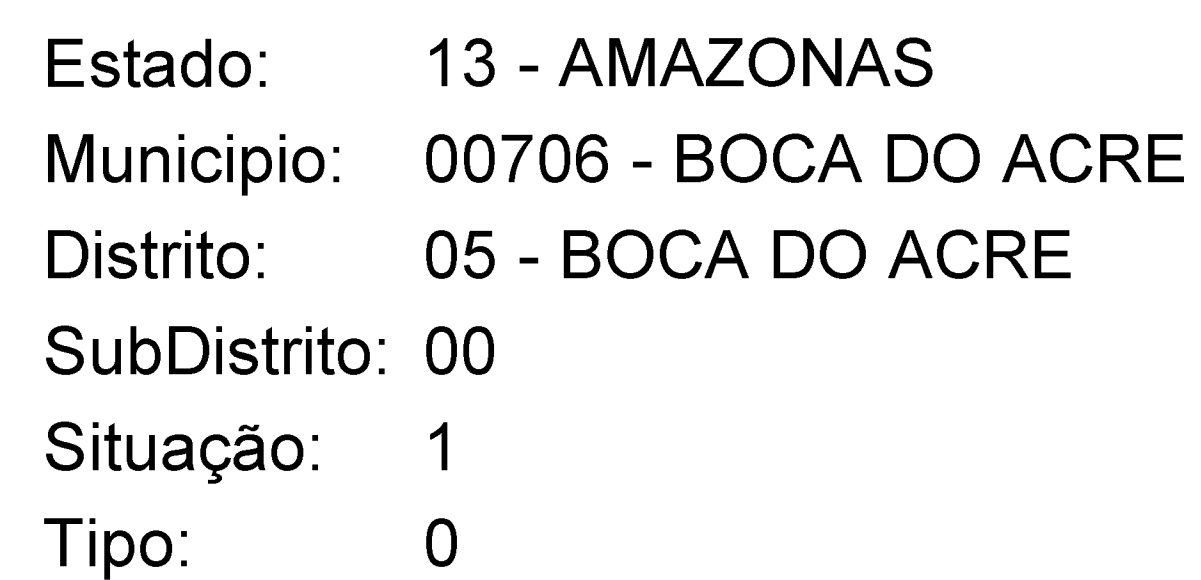 Estado: 13 - AMAZONAS
Municipio: 00706 - BOCA DO ACRE
Distrito: 05 - BOCA DO ACRE
SubDistrito: 00
Situação: 1
Tipo: 0